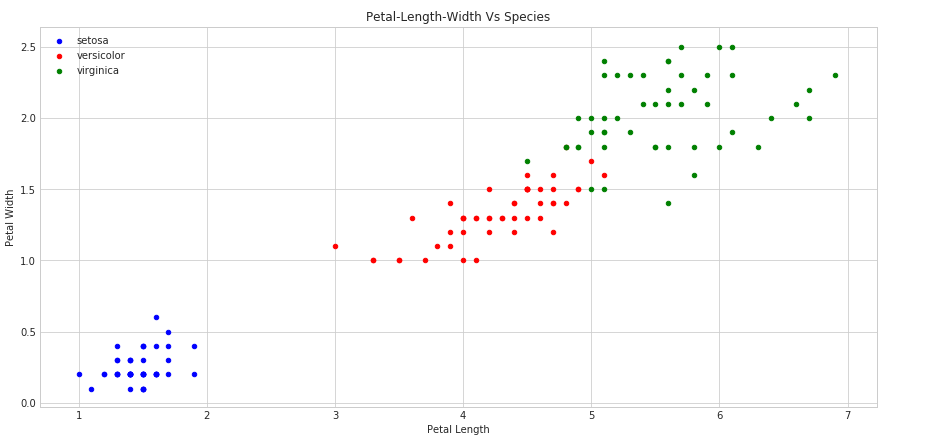 Petal-Length-Width Vs Species
setosa
versicolor
virginica
Petal Width
2.5
2.0
1.5
1.0
0.5
0.0
1 2 3 4 5 6 7
Petal Length